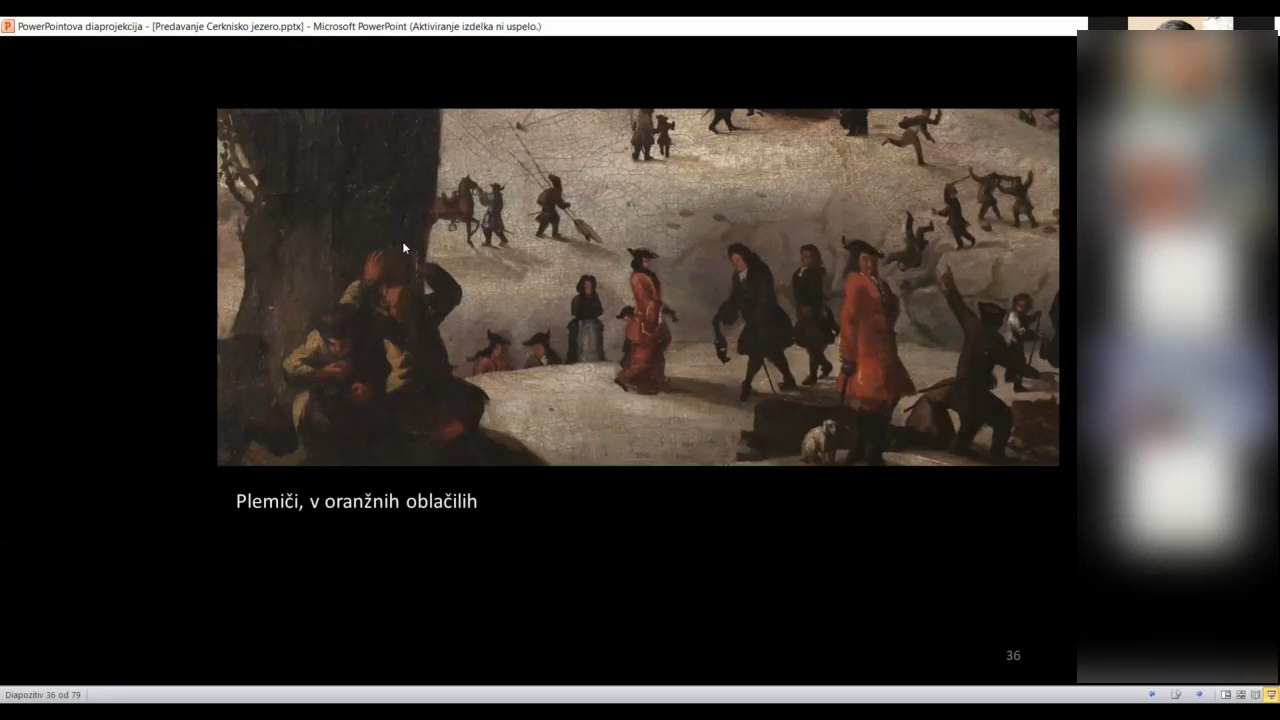 PowerPointova diaprojekcija - [Predavanje Cerknisko jezero.pptx] - Microsoft PowerPoint (Aktiviranje izdelka ni uspelo.)
Plemiči, v oranžnih oblačilih
36
Diapozitiv 36 od 79